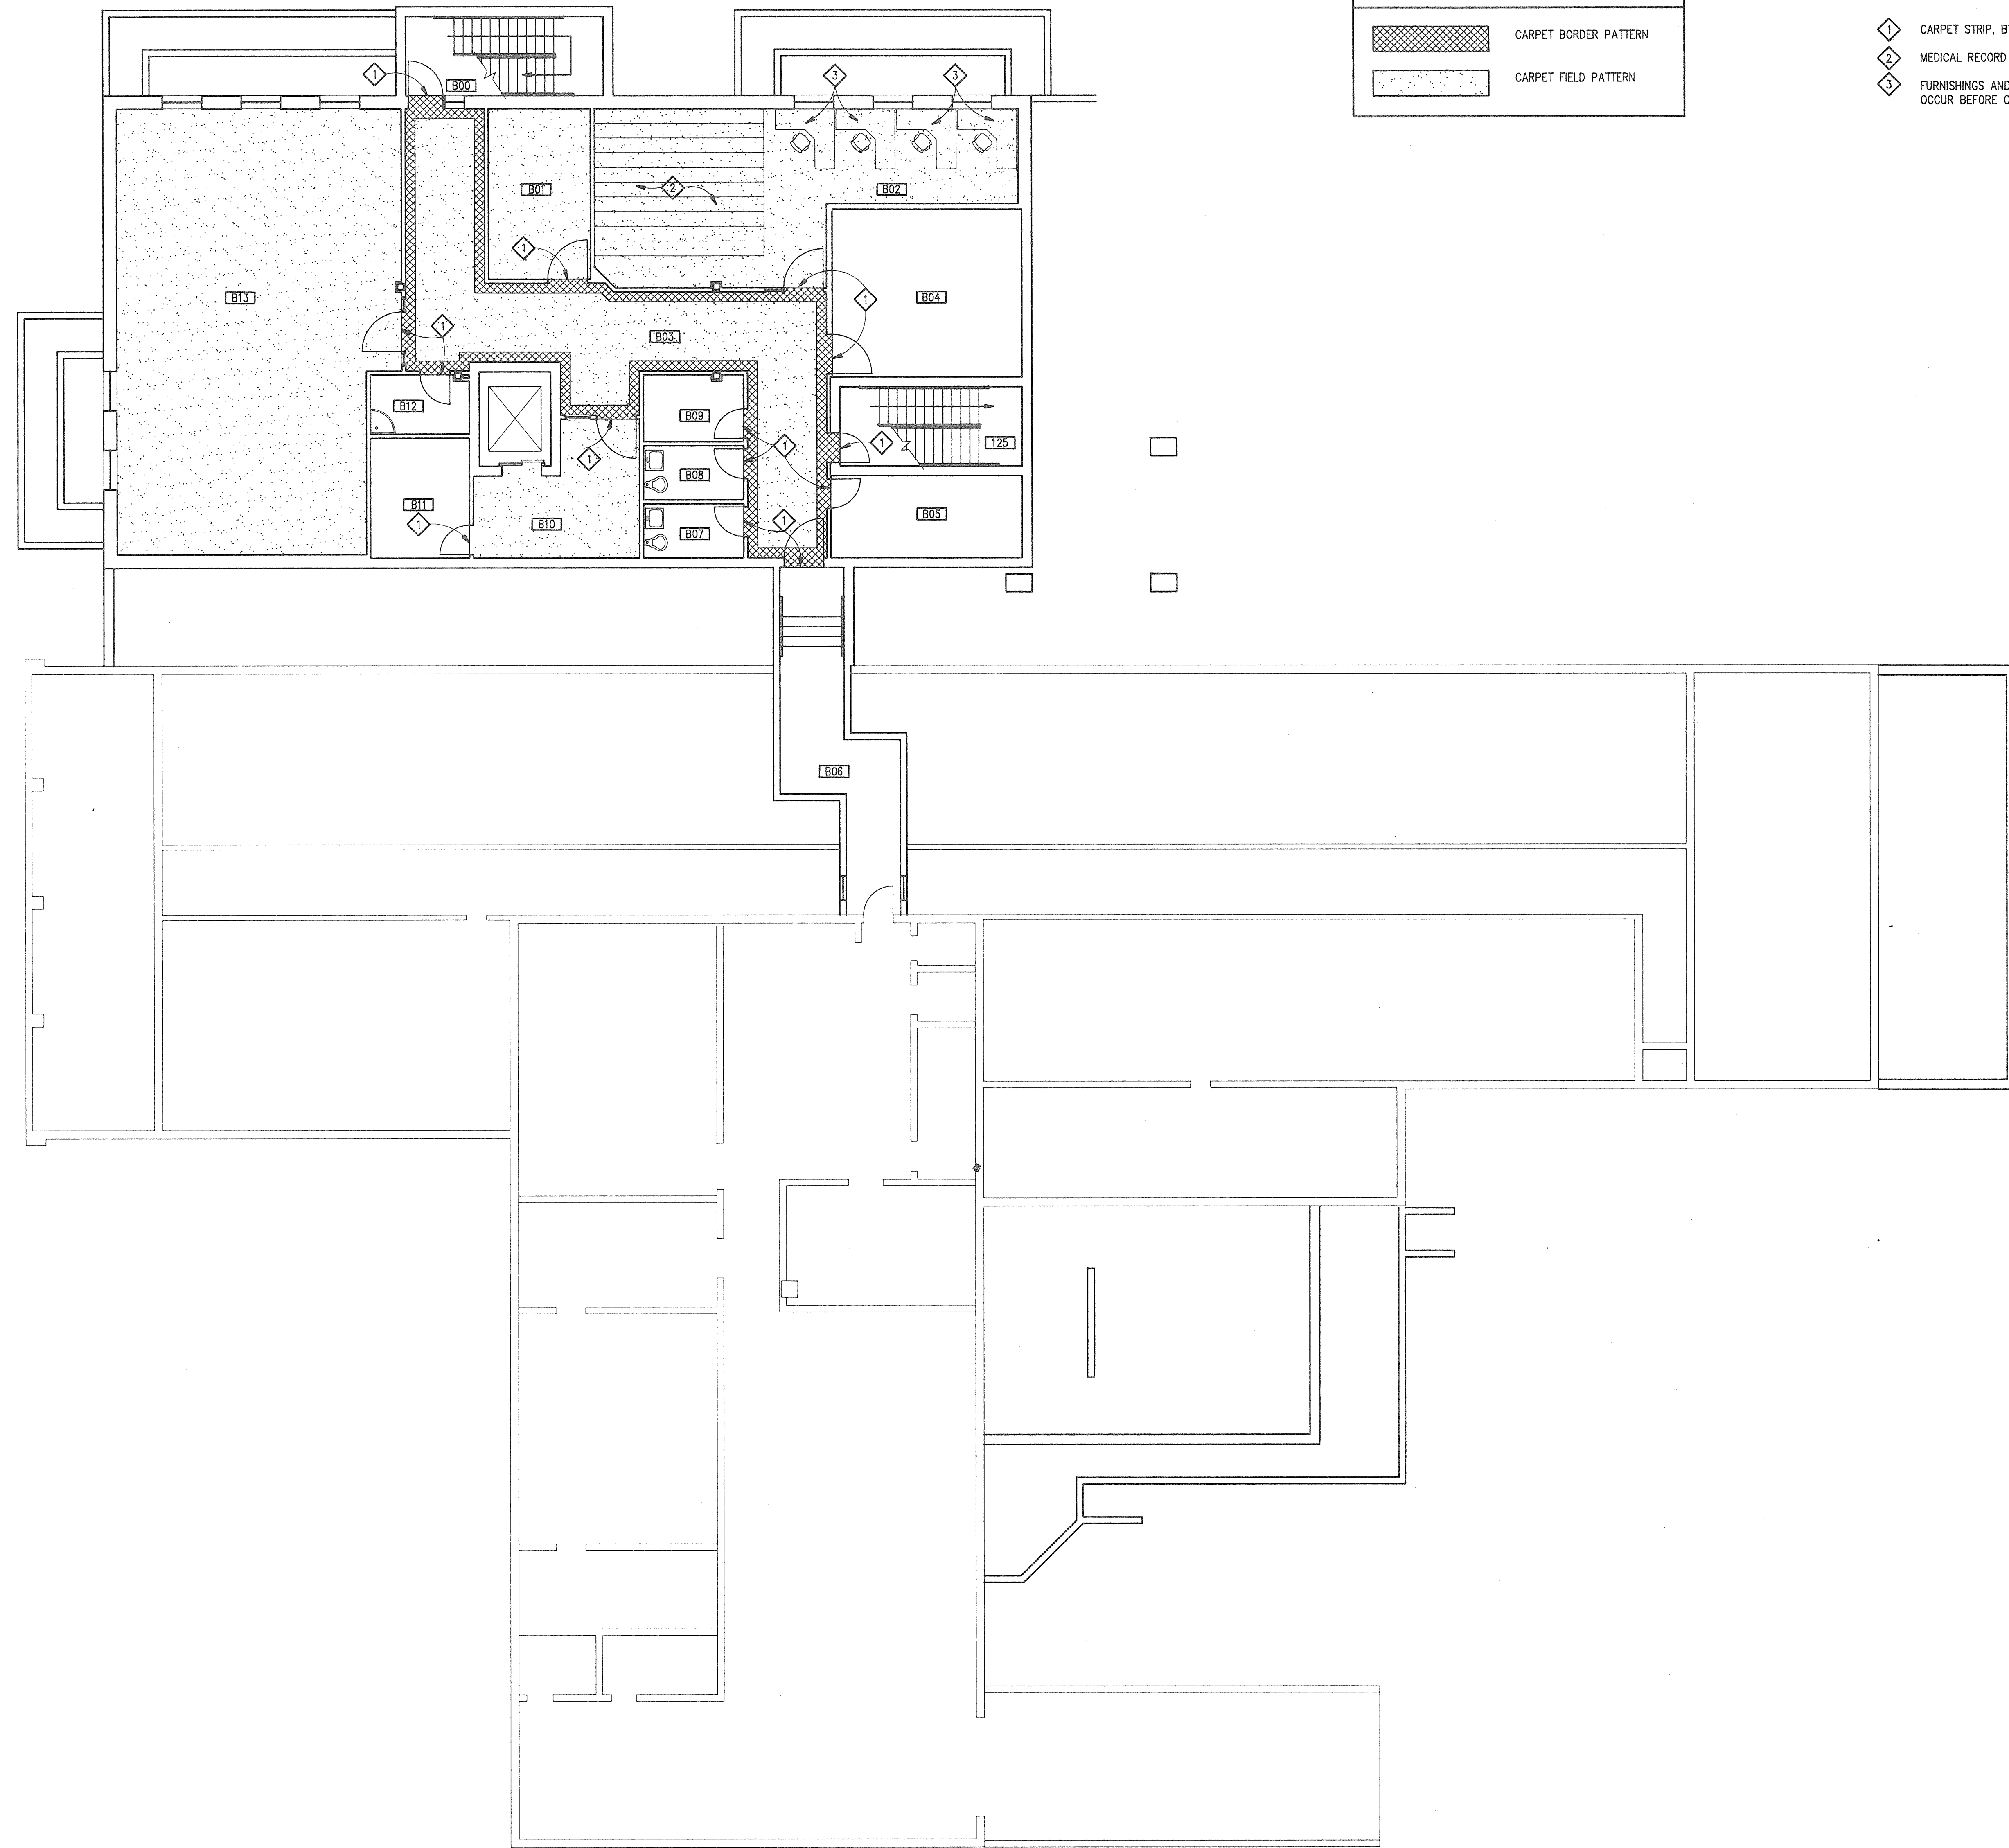 CARPET BORDER PATTERN
CARPET FIELD PATTERN
1 CARPET STRIP,
2 MEDICAL RECORD
3 FURNISHINGS AND
OCCUR BEFORE
1
B00
3
3
B01
2
B02
1
B13
1
B04
1
B03
B12
B09
1
1
125
1
B08
B11
1
B10
B07
1
B05
B06